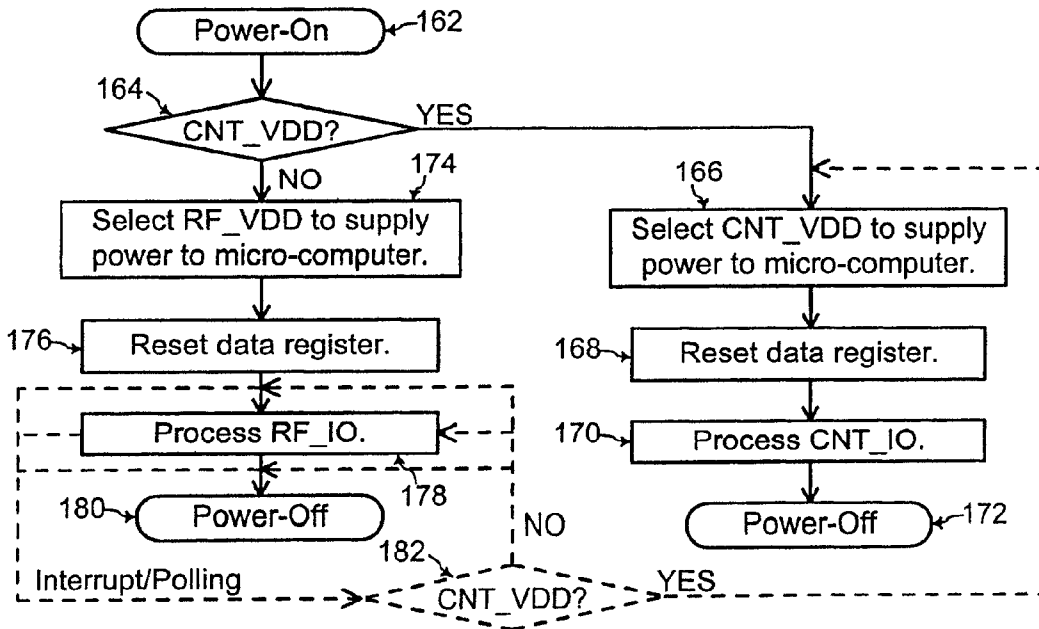 Power-On
162
164
CNT_VDD?
YES
NO
174
Select RF_VDD to supply
power to micro-computer.
166
Select CNT_VDD to supply
power to micro-computer.
176
Reset data register.
168
Reset data register.
Process RF_IO.
178
170
Process CNT_IO.
180
Power-Off
Power-Off
172
NO
182
Interrupt/Polling
CNT_VDD?
YES